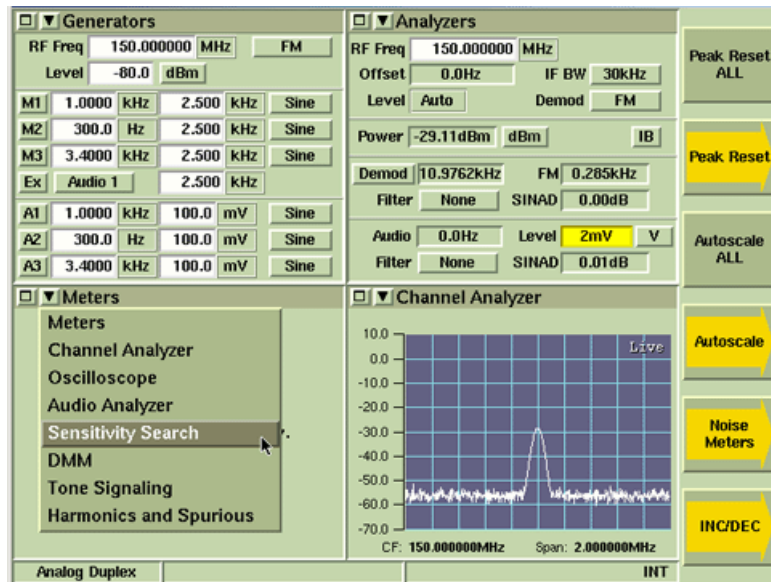 Generators
RF Freq 150.000000 MHz FM
Level -80.0 dBm
M1 1.0000 kHz 2.500 kHz Sine
M2 300.0 Hz 2.500 kHz Sine
M3 3.4000 kHz 2.500 kHz Sine
Ex Audio 1 2.500 kHz
A1 1.0000 kHz 100.0 mV Sine
A2 300.0 Hz 100.0 mV Sine
A3 3.4000 kHz 100.0 mV Sine
Analyzers
RF Freq 150.000000 MHz
Offset 0.0Hz IF BW 30kHz
Level Auto Demod FM
Power -29.11dBm dBm IB
Demod 10.9762kHz FM 0.285kHz
Filter None SINAD 0.00dB
Audio 0.0Hz Level 2mV V
Filter None SINAD 0.01dB
Meters
Meters
Channel Analyzer
Oscilloscope
Audio Analyzer
Sensitivity Search
DMM
Tone Signaling
Harmonics and Spurious
Channel Analyzer
Live
10.0
0.0
-10.0
-20.0
-30.0
-40.0
-50.0
-60.0
-70.0
CF: 150.000000MHz Span: 2.000000MHz
Peak Reset
ALL
Peak Reset
Autoscale
ALL
Autoscale
Noise
Meters
INC/DEC
Analog Duplex INT